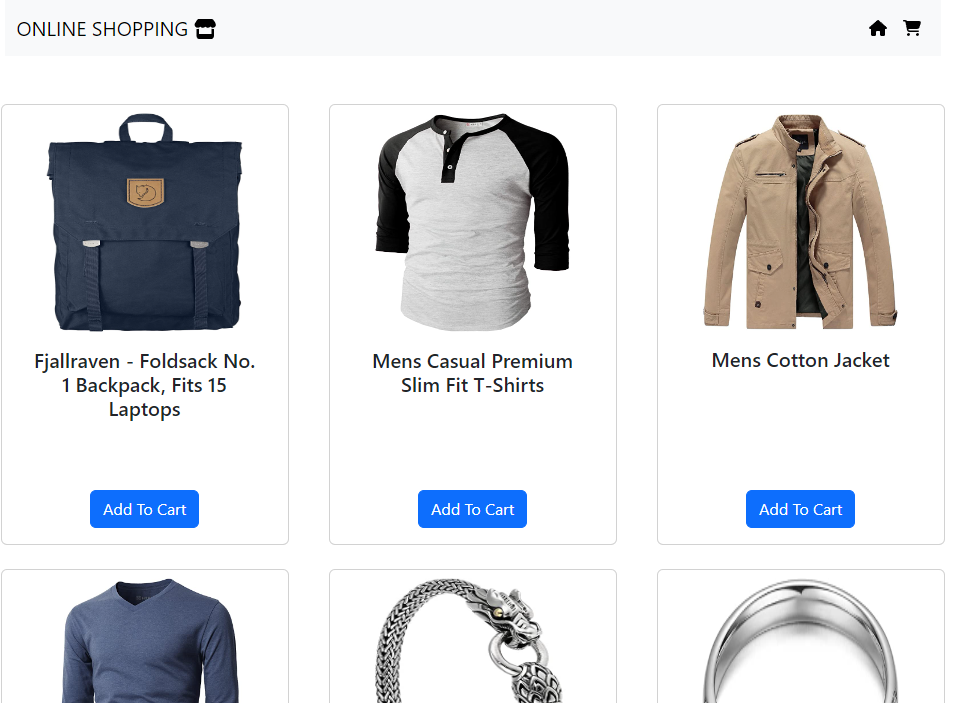 ONLINE SHOPPING
Fjallraven - Foldsack No.
1 Backpack, Fits 15
Laptops
Mens Casual Premium
Slim Fit T-Shirts
Mens Cotton Jacket
Add To Cart
Add To Cart
Add To Cart